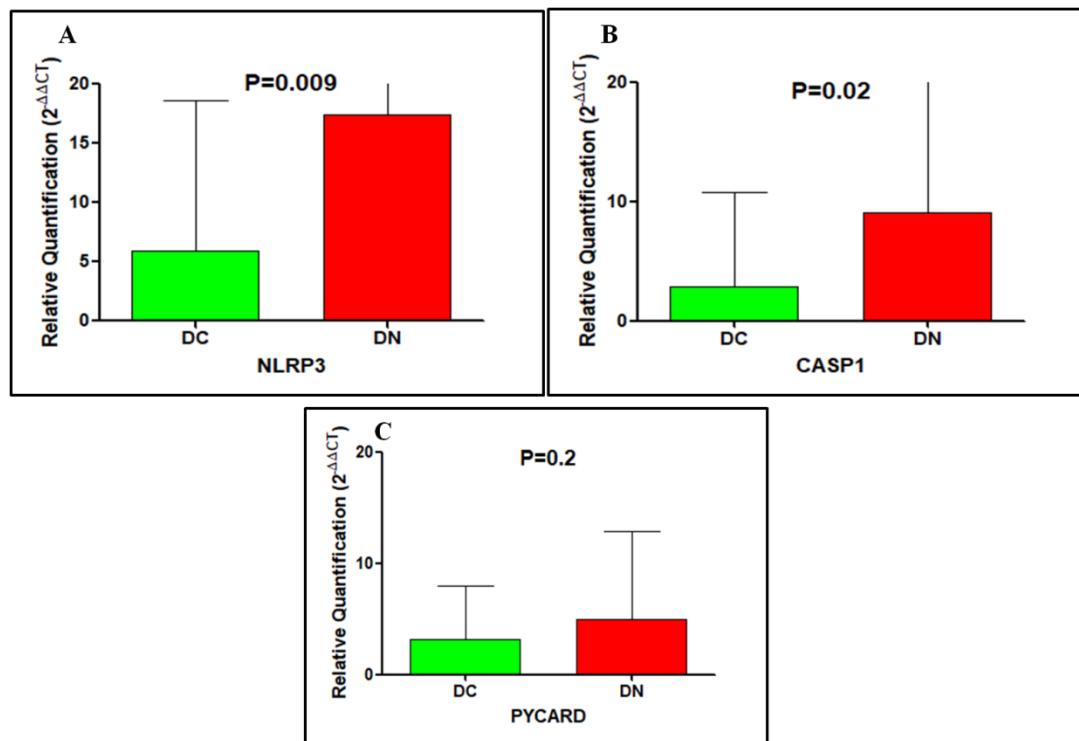 A
Relative Quantification (2^-ΔΔCT)
P=0.009
20
15
10
5
0
DC DN
NLRP3
B
Relative Quantification (2^-ΔΔCT)
P=0.02
20
10
0
DC DN
CASP1
C
Relative Quantification (2^-ΔΔCT)
P=0.2
20
10
0
DC DN
PYCARD